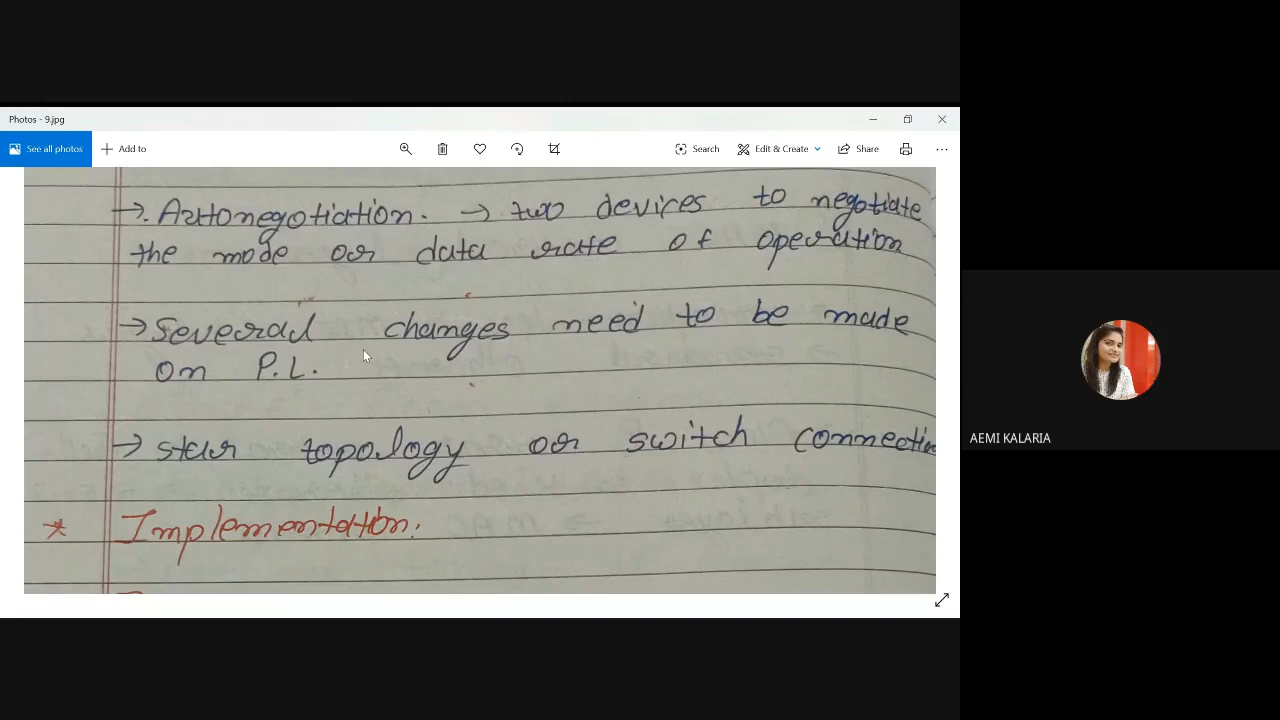 Photos - 9.jpg
See all photos
Add to
Search
Edit & Create
Share
→. Autonegotiation. → two devices to negotiate
the mode or data rate of operation
→ Several changes need to be made
on P.L.
→ star topology or switch connectio
AEMI KALARIA
* Implementation: